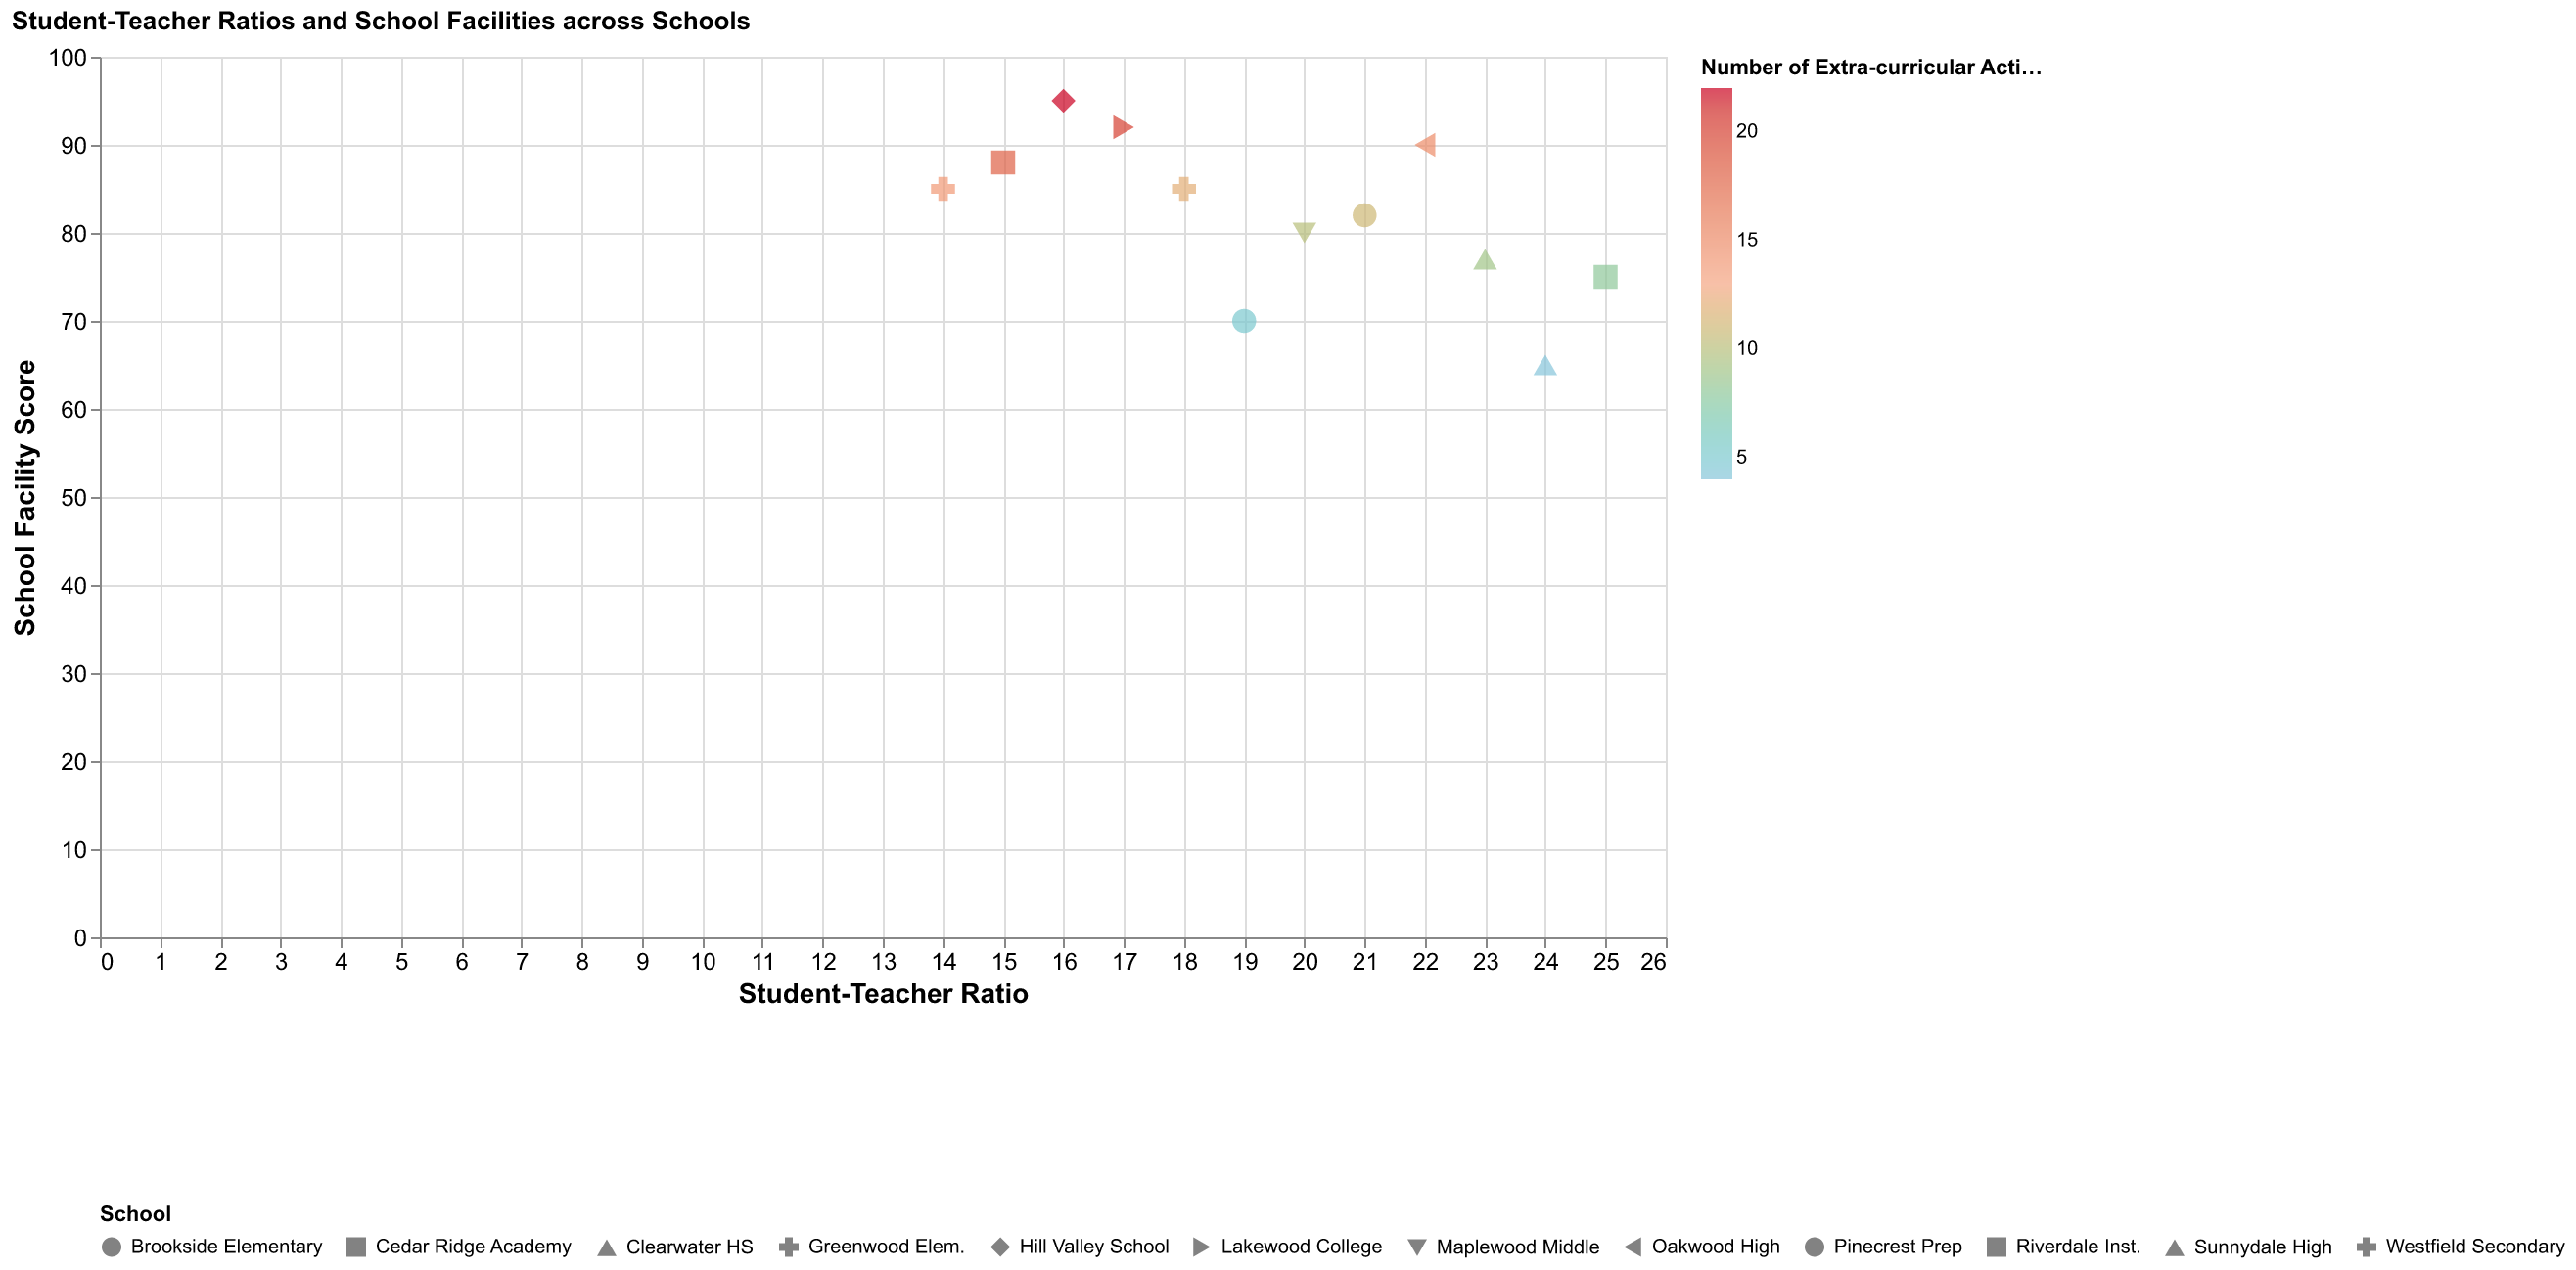 Student-Teacher Ratios and School Facilities across Schools
100
90
80
70
60
50
40
30
20
10
0
School Facility Score
0 1 2 3 4 5 6 7 8 9 10 11 12 13 14 15 16 17 18 19 20 21 22 23 24 25 26
Student-Teacher Ratio
Number of Extra-curricular Acti…
20
15
10
5
School
Brookside Elementary Cedar Ridge Academy Clearwater HS Greenwood Elem. Hill Valley School Lakewood College Maplewood Middle Oakwood High Pinecrest Prep Riverdale Inst. Sunnydale High Westfield Secondary